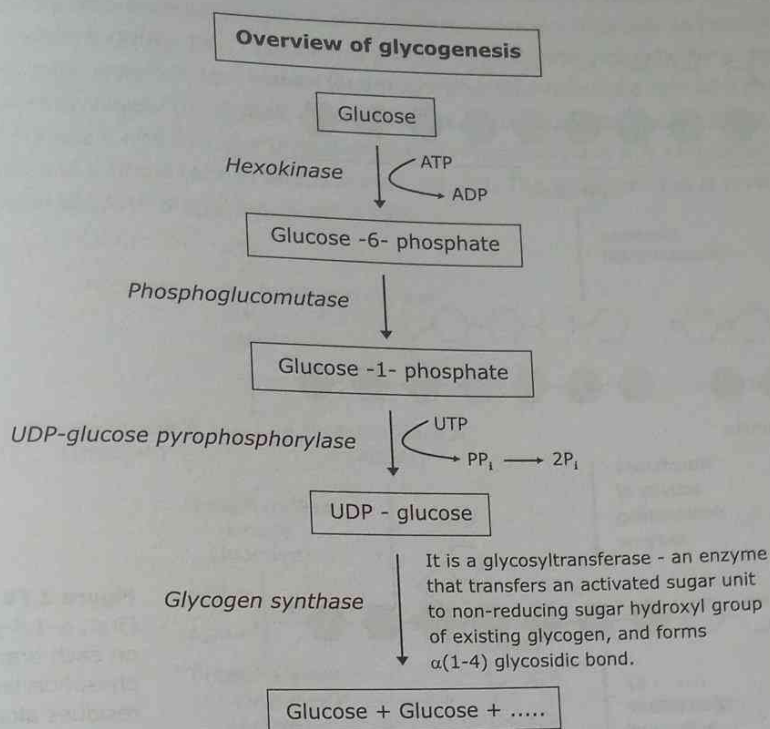 Overview of glycogenesis
Glucose
Hexokinase
ATP
ADP
Glucose -6- phosphate
Phosphoglucomutase
Glucose -1- phosphate
UDP-glucose pyrophosphorylase
UTP
PPi
2Pi
UDP - glucose
Glycogen synthase
It is a glycosyltransferase - an enzyme
that transfers an activated sugar unit
to non-reducing sugar hydroxyl group
of existing glycogen, and forms
α(1-4) glycosidic bond.
Glucose + Glucose + .....